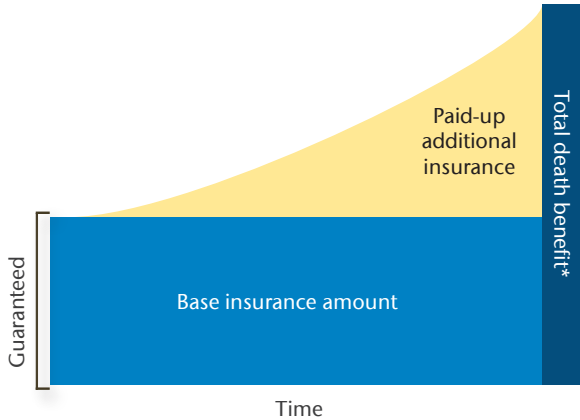 Paid-up
additional
insurance
Total death benefit*
Guaranteed
Base insurance amount
Time